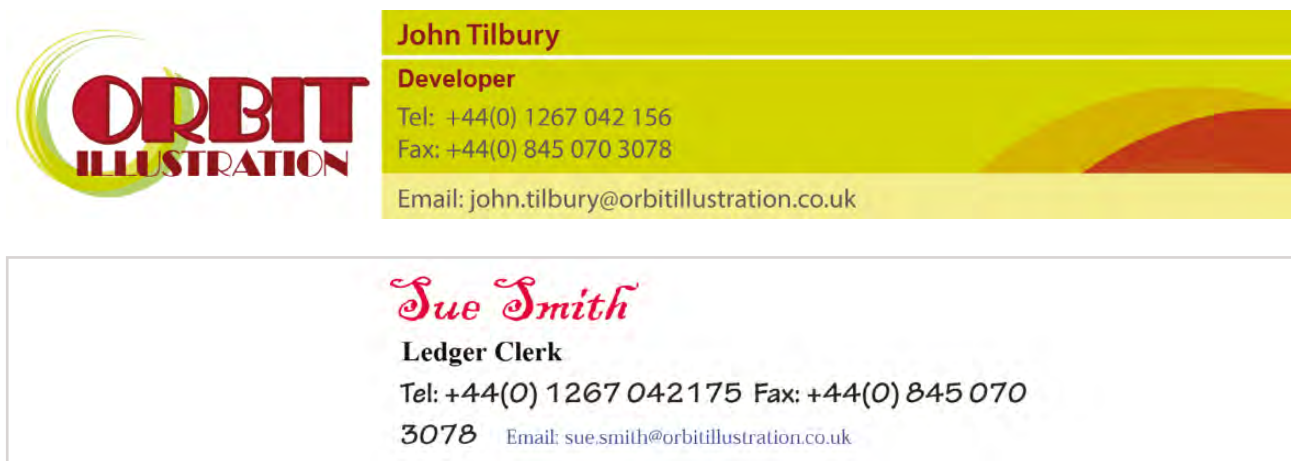 ORBIT
ILLUSTRATION
John Tilbury
Developer
Tel: +44(0) 1267 042 156
Fax: +44(0) 845 070 3078
Email: john.tilbury@orbitillustration.co.uk
Sue Smith
Ledger Clerk
Tel: +44(0) 1267 042175 Fax: +44(0) 845 070
3078 Email: sue.smith@orbitillustration.co.uk